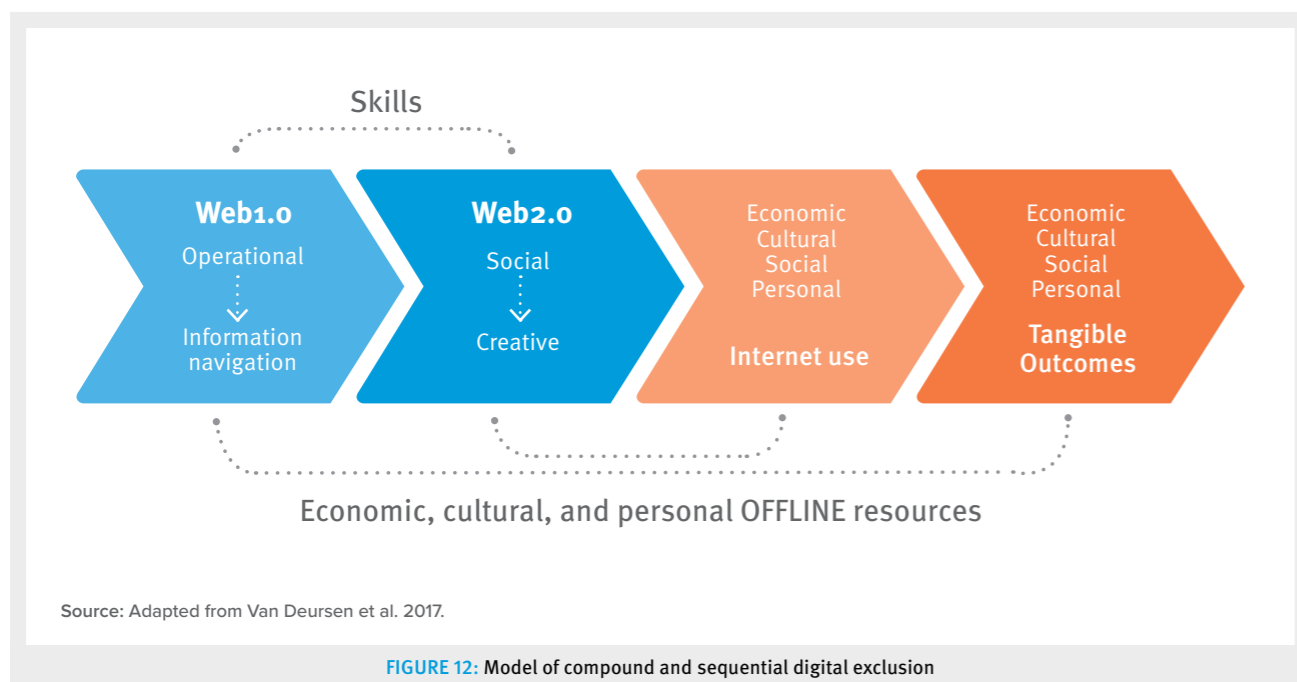 Skills
Web1.0
Operational
Information
navigation
Web2.0
Social
Creative
Economic
Cultural
Social
Personal
Internet use
Economic
Cultural
Social
Personal
Tangible
Outcomes
Economic, cultural, and personal OFFLINE resources
Source: Adapted from Van Deursen et al. 2017.
FIGURE 12: Model of compound and sequential digital exclusion